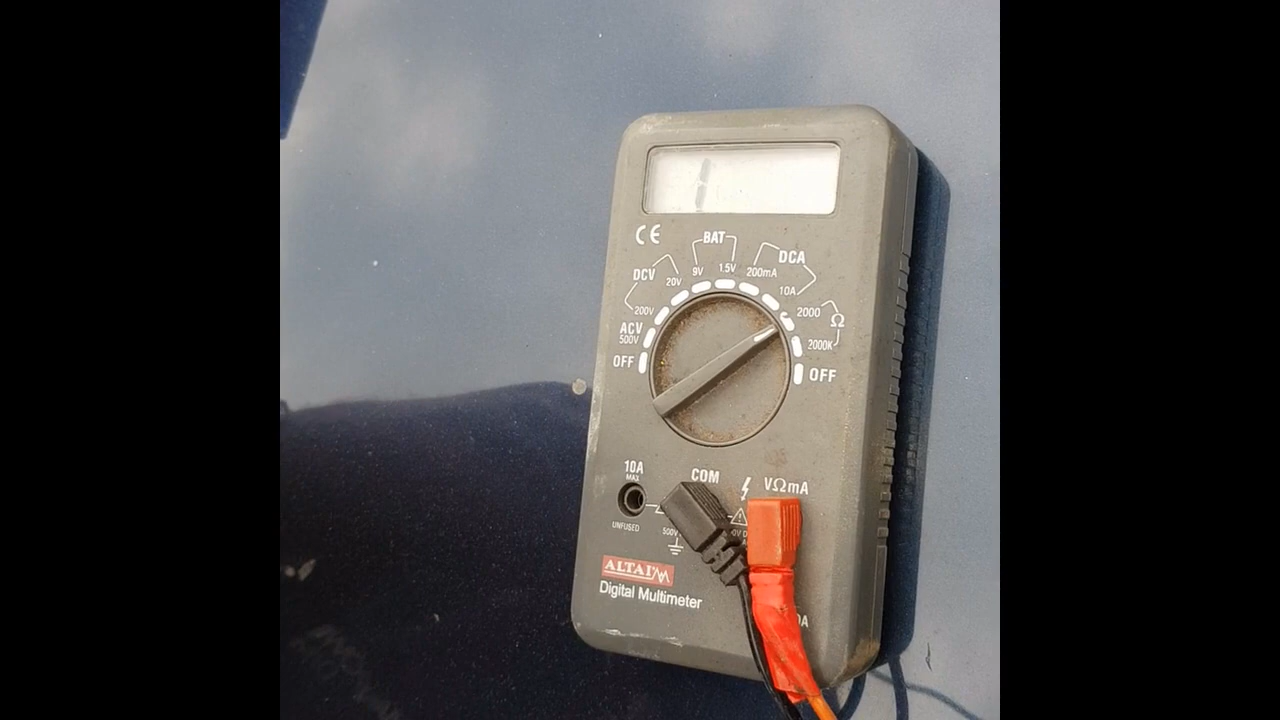 1
CE
BAT
DCV
20V
9V
1.5V
200mA
DCA
10A
200V
2000
Ω
ACV
500V
2000K
OFF
OFF
10A
MAX
COM
VΩmA
UNFUSED
500V
ALTAI
Digital Multimeter